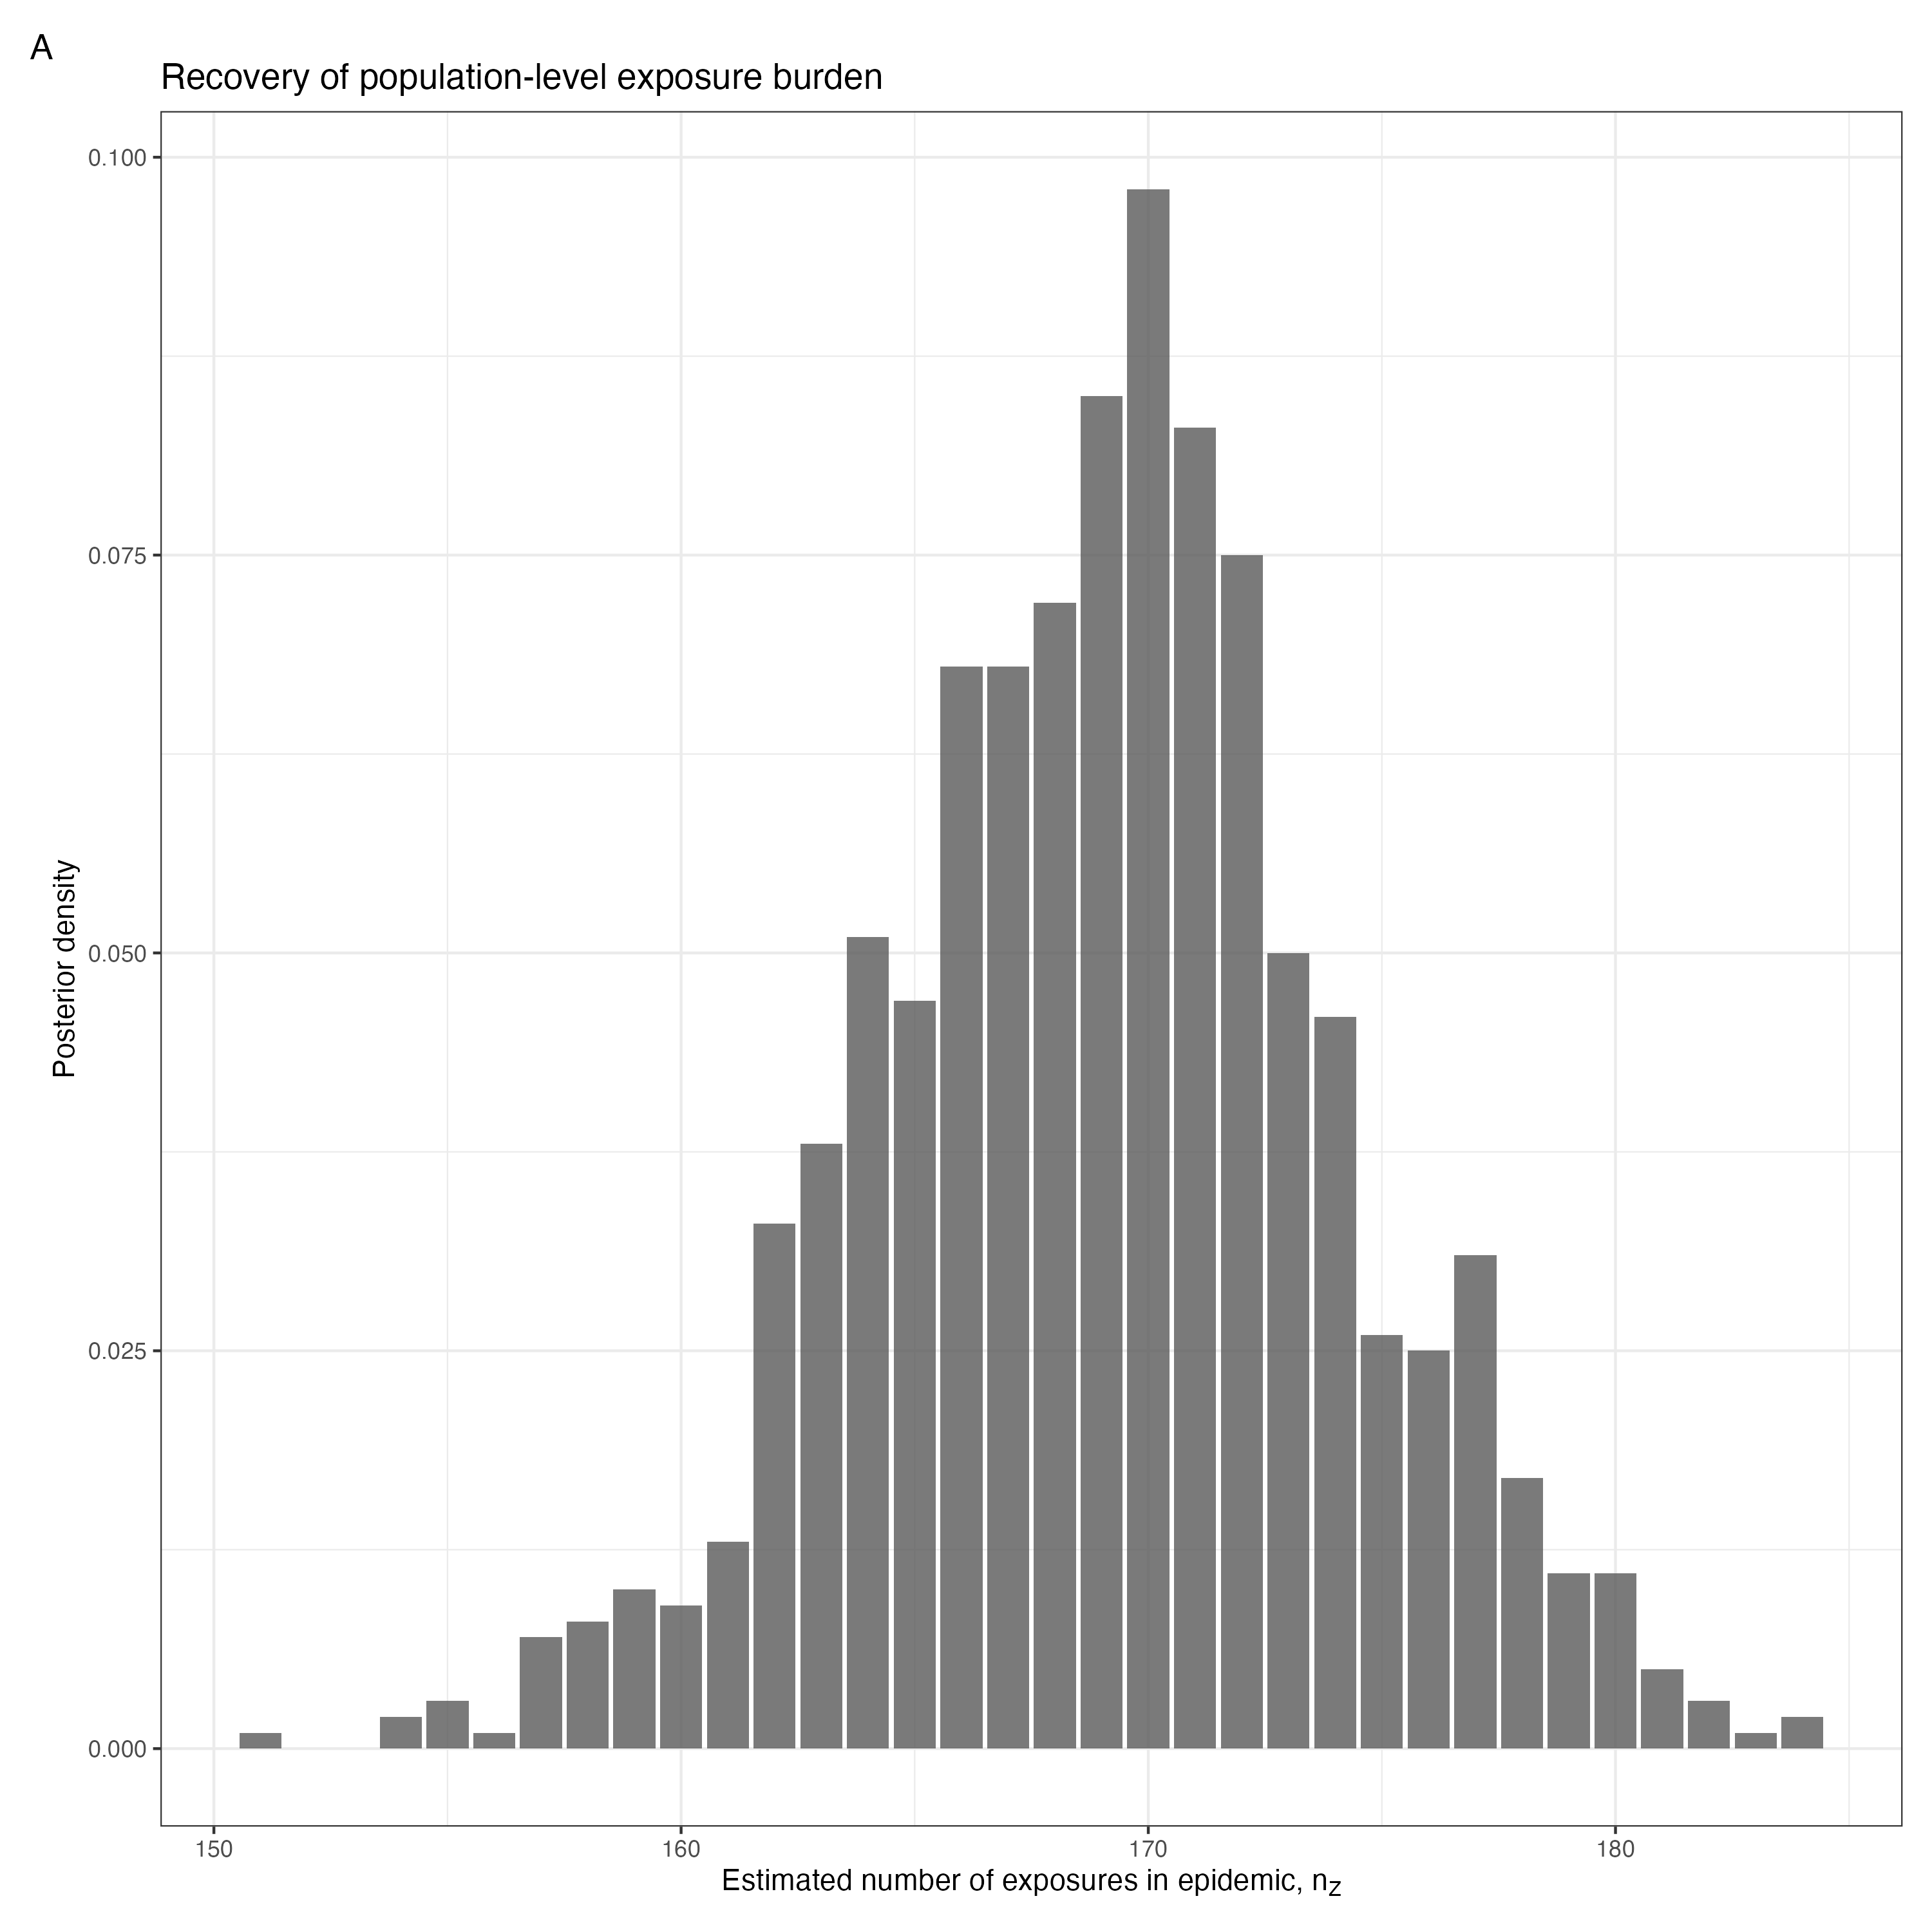 A
Recovery of population-level exposure burden
0.100
0.075
0.050
0.025
0.000
Posterior density
150 160 170 180
Estimated number of exposures in epidemic, nZ